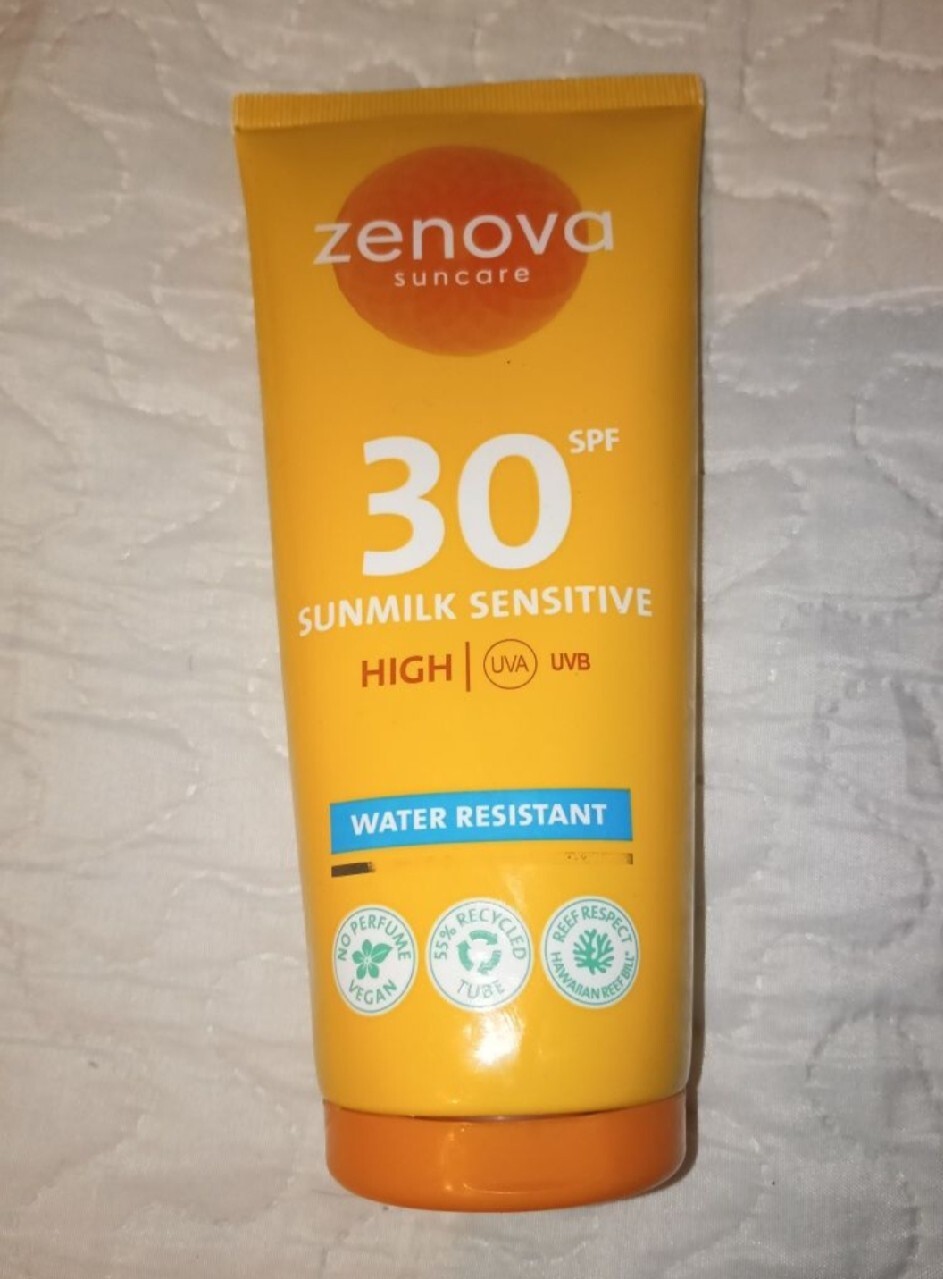 zenova
suncare
30 SPF
SUNMILK SENSITIVE
HIGH | UVA UVB
WATER RESISTANT
NO PERFUME
VEGAN
55% RECYCLED
TUBE
REEF RESPECT
HAWAIIAN REEF BILL*